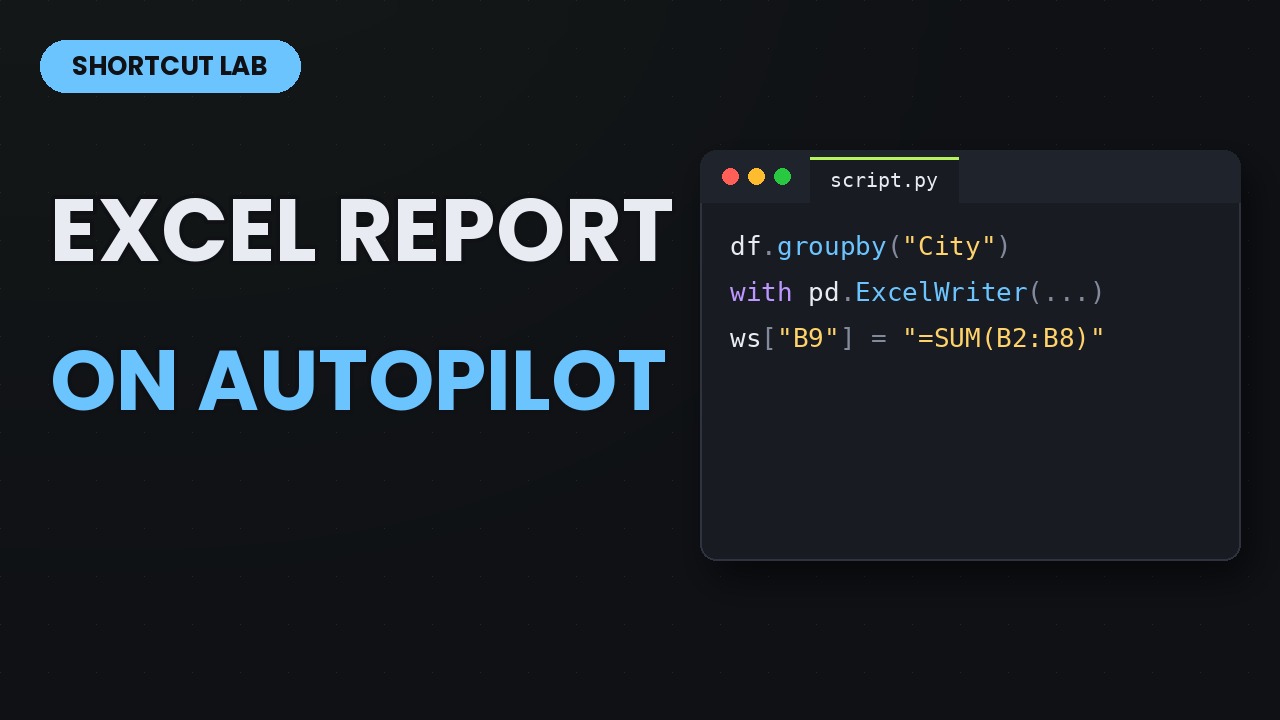 SHORTCUT LAB
EXCEL REPORT
ON AUTOPILOT
script.py
df.groupby("City")
with pd.ExcelWriter(...)
ws["B9"] = "=SUM(B2:B8)"